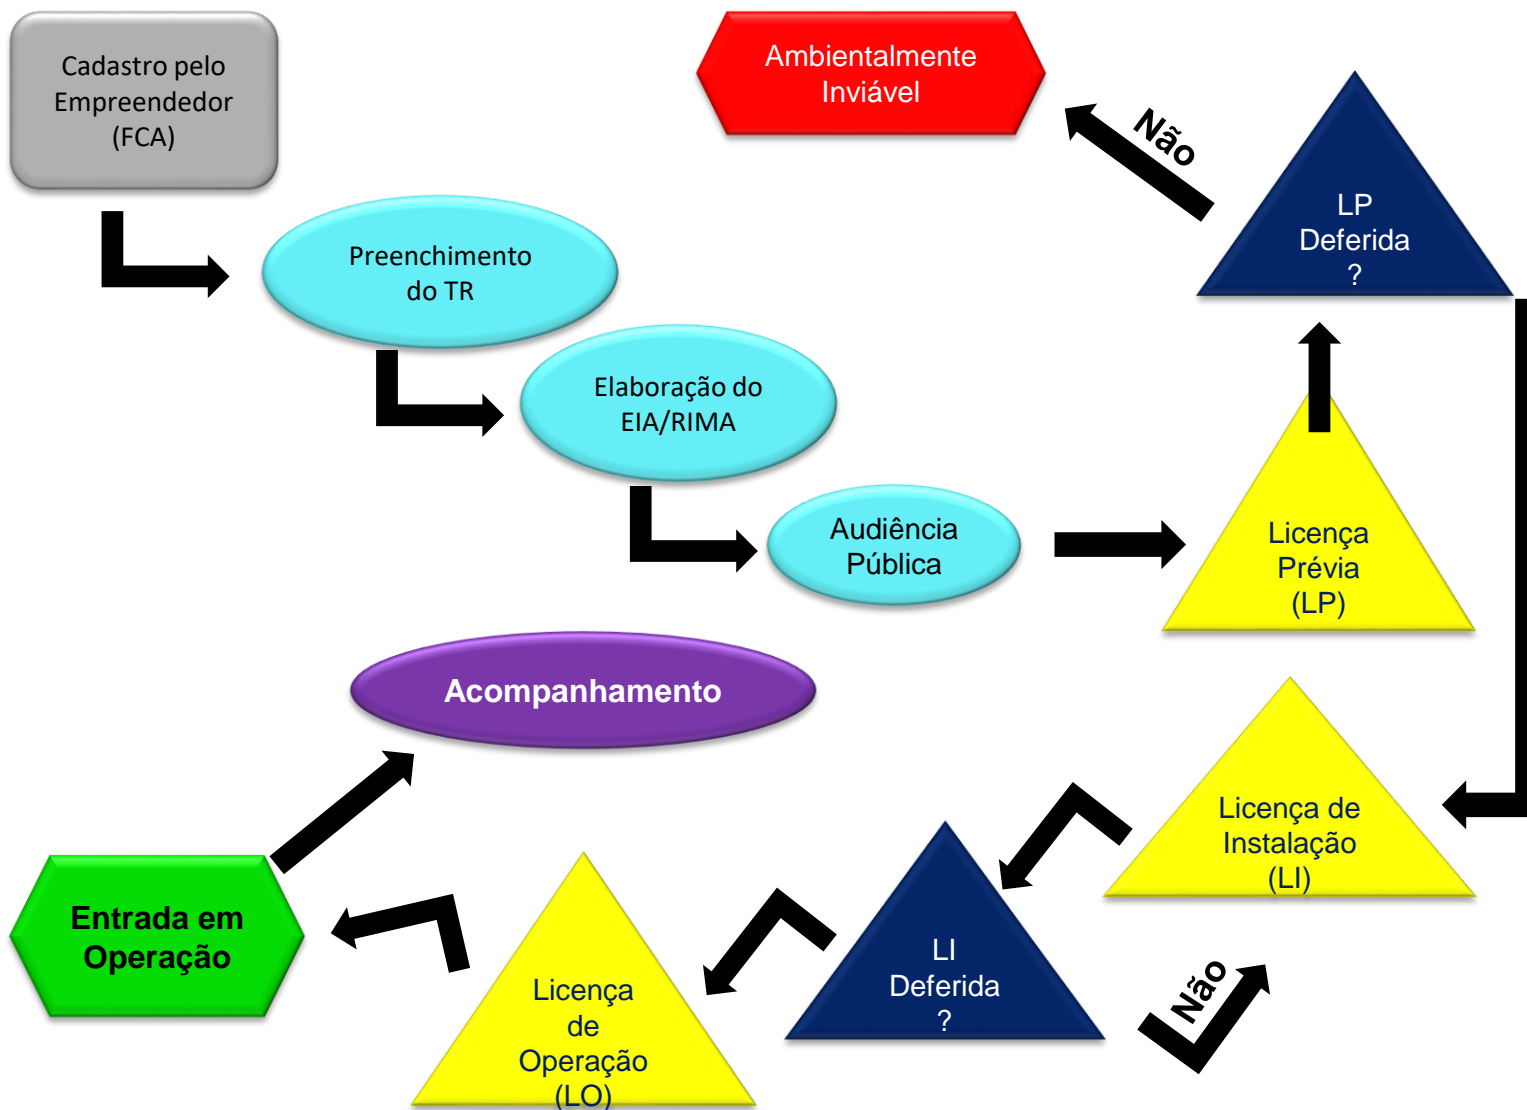 Cadastro pelo
Empreendedor
(FCA)
Ambientalmente
Inviável
Não
LP
Deferida
?
Preenchimento
do TR
Elaboração do
EIA/RIMA
Audiência
Pública
Licença
Prévia
(LP)
Acompanhamento
Licença de
Instalação
(LI)
Entrada em
Operação
LI
Deferida
?
Não
Licença
de
Operação
(LO)